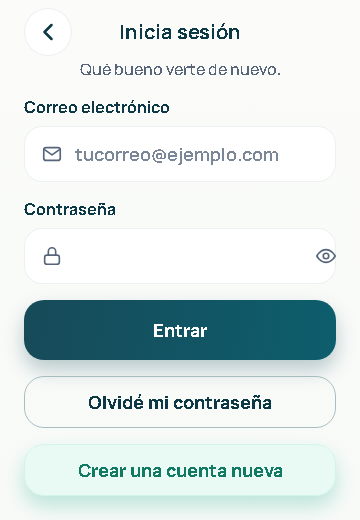 Inicia sesión
Qué bueno verte de nuevo.
Correo electrónico
tucorreo@ejemplo.com
Contraseña
Entrar
Olvidé mi contraseña
Crear una cuenta nueva